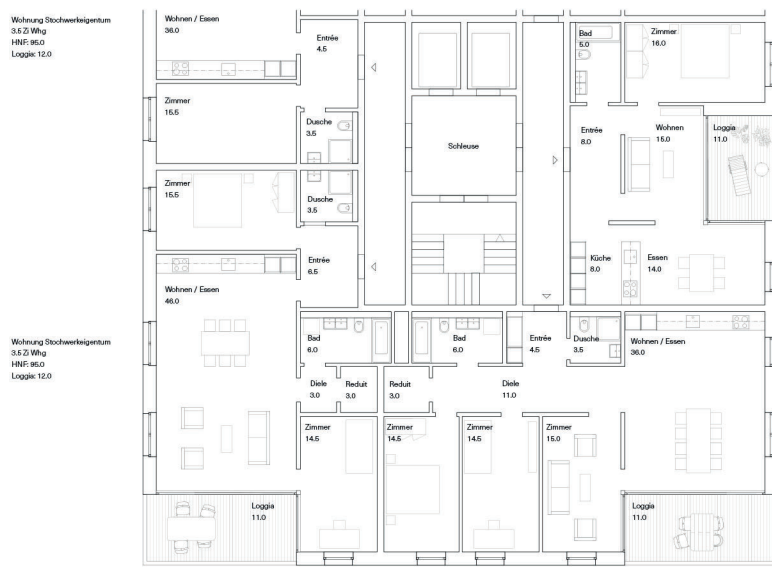 Wohnung Stochwerkeigentum
3.5 Zi Whg
HNF: 95.0
Loggia: 12.0
Wohnen / Essen
36.0
Entrée
4.5
Bad
5.0
Zimmer
16.0
Zimmer
15.5
Dusche
3.5
Schleuse
Entrée
8.0
Wohnen
15.0
Loggia
11.0
Zimmer
15.5
Dusche
3.5
Entrée
6.5
Küche
8.0
Essen
14.0
Wohnen / Essen
46.0
Wohnung Stochwerkeigentum
3.5 Zi Whg
HNF: 95.0
Loggia: 12.0
Bad
6.0
Bad
6.0
Entrée
4.5
Dusche
3.5
Wohnen / Essen
36.0
Diele
3.0
Reduit
3.0
Reduit
3.0
Diele
11.0
Zimmer
14.5
Zimmer
14.5
Zimmer
14.5
Zimmer
15.0
Loggia
11.0
Loggia
11.0